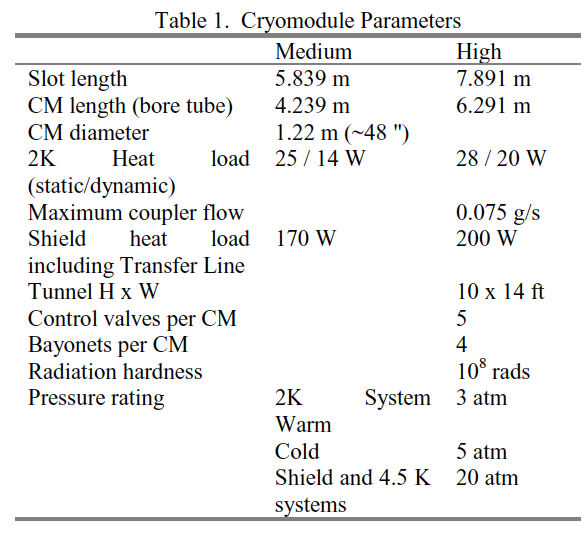 Table 1. Cryomodule Parameters
Medium High
Slot length 5.839 m 7.891 m
CM length (bore tube) 4.239 m 6.291 m
CM diameter 1.22 m (~48 ")
2K Heat load 25 / 14 W 28 / 20 W
(static/dynamic)
Maximum coupler flow 0.075 g/s
Shield heat load 170 W 200 W
including Transfer Line
Tunnel H x W 10 x 14 ft
Control valves per CM 5
Bayonets per CM 4
Radiation hardness 10⁸ rads
Pressure rating 2K System 3 atm
Warm
Cold 5 atm
Shield and 4.5 K 20 atm
systems